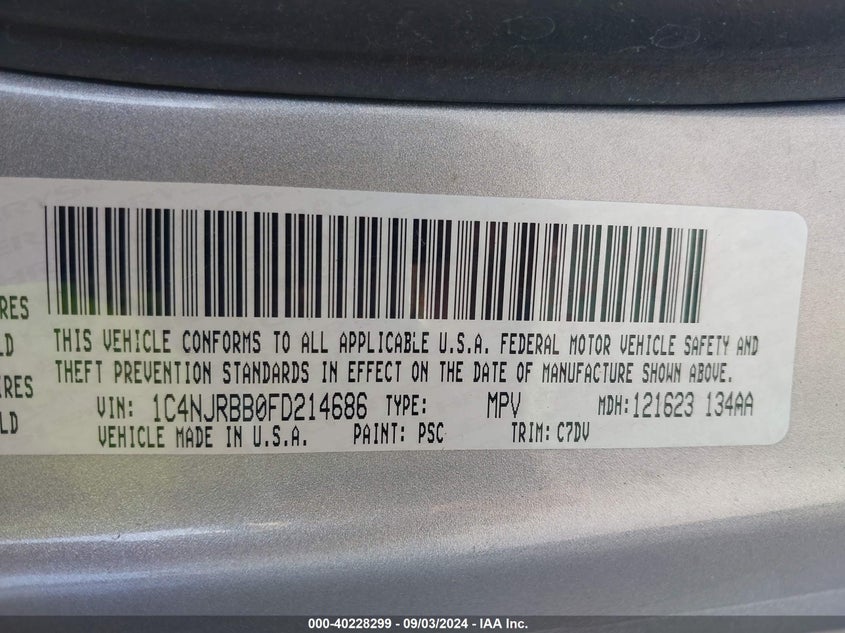 IRES
LD
IRES
LD
THIS VEHICLE CONFORMS TO ALL APPLICABLE U.S.A. FEDERAL MOTOR VEHICLE SAFETY AND
THEFT PREVENTION STANDARDS IN EFFECT ON THE DATE OF MANUFACTURE SHOWN ABOVE.
VIN: 1C4NJRBB0FD214686 TYPE: MPV MDH:121623 134AA
VEHICLE MADE IN U.S.A. PAINT: PSC TRIM: C7DV
000-40228299 - 09/03/2024 - IAA Inc.